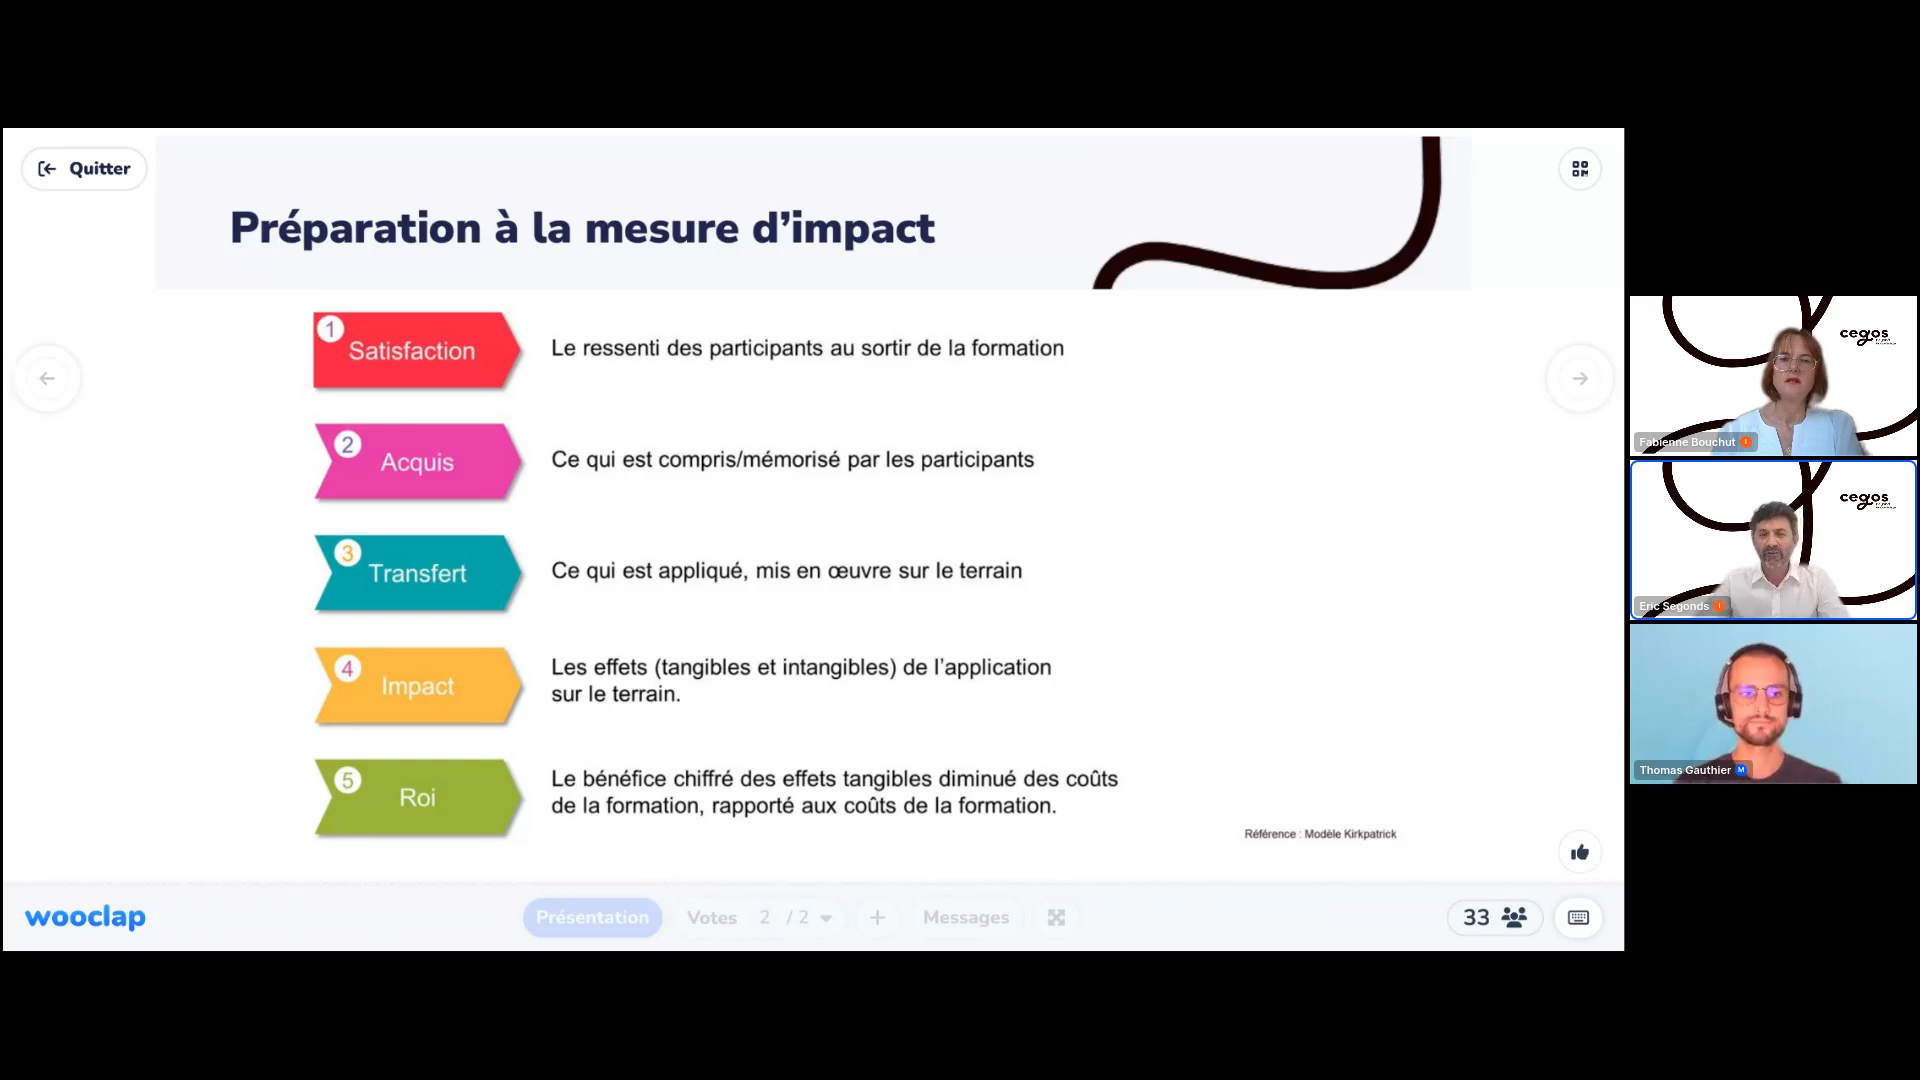 Quitter
Préparation à la mesure d’impact
1
Satisfaction
Le ressenti des participants au sortir de la formation
2
Acquis
Ce qui est compris/mémorisé par les participants
3
Transfert
Ce qui est appliqué, mis en œuvre sur le terrain
4
Impact
Les effets (tangibles et intangibles) de l’application
sur le terrain.
5
Roi
Le bénéfice chiffré des effets tangibles diminué des coûts
de la formation, rapporté aux coûts de la formation.
Référence : Modèle Kirkpatrick
wooclap
Présentation
Votes 2 / 2
+
Messages
33
cegos
Fabienne Bouchut
cegos
Eric Segonds
Thomas Gauthier M